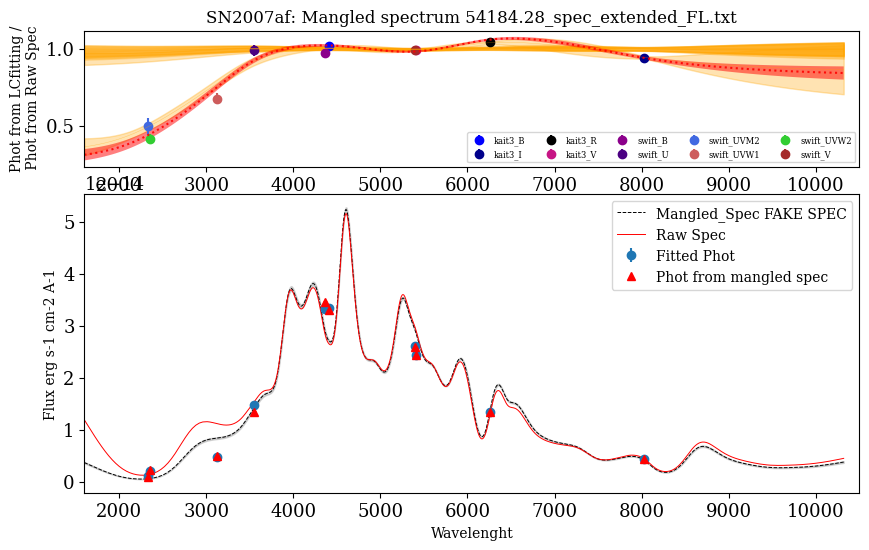 SN2007af: Mangled spectrum 54184.28_spec_extended_FL.txt
Phot from LCfitting /
Phot from Raw Spec
1.0
0.5
kait3_B kait3_R swift_B swift_UVM2 swift_UVW2
kait3_I kait3_V swift_U swift_UVW1 swift_V
2000 3000 4000 5000 6000 7000 8000 9000 10000
1e−14
Flux erg s-1 cm-2 A-1
5
4
3
2
1
0
Mangled_Spec FAKE SPEC
Raw Spec
Fitted Phot
Phot from mangled spec
2000 3000 4000 5000 6000 7000 8000 9000 10000
Wavelenght